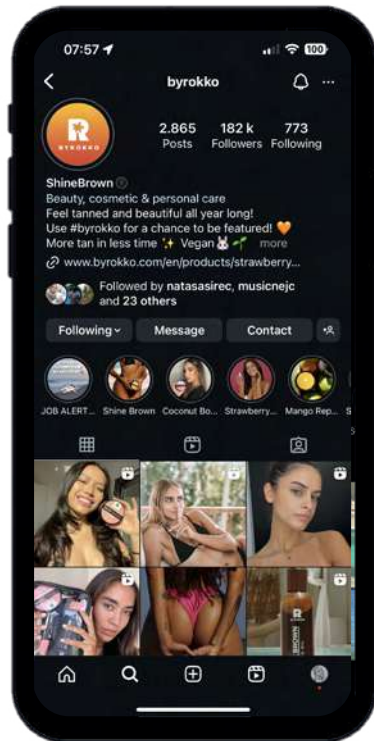 07:57
100
byrokko
R
BYROKKO
2.865 182 k 773
Posts Followers Following
ShineBrown
Beauty, cosmetic & personal care
Feel tanned and beautiful all year long!
Use #byrokko for a chance to be featured! 🧡
More tan in less time ✨ Vegan 🐰🌱 more
www.byrokko.com/en/products/strawberry...
Followed by natasasirec, musicnejc
and 23 others
Following Message Contact
JOB ALERT... Shine Brown Coconut Bo... Strawberry... Mango Rep... S
R
SHINE
BROWN